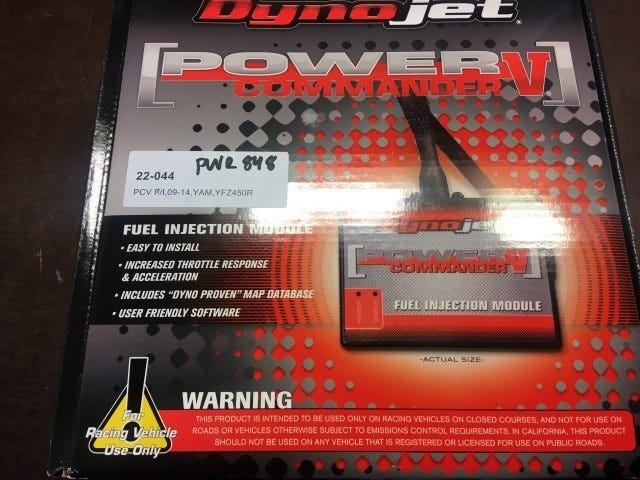 Dynojet
POWER V
COMMANDER
22-044
PWR 848
PCV F/I,09-14,YAM,YFZ450R
FUEL INJECTION MODULE
• EASY TO INSTALL
• INCREASED THROTTLE RESPONSE
& ACCELERATION
• INCLUDES "DYNO PROVEN" MAP DATABASE
• USER FRIENDLY SOFTWARE
Dynojet
POWER V
COMMANDER
FUEL INJECTION MODULE
-ACTUAL SIZE-
WARNING
THIS PRODUCT IS INTENDED TO BE USED ONLY ON RACING VEHICLES ON CLOSED COURSES, AND NOT FOR USE ON
ROADS OR VEHICLES OTHERWISE SUBJECT TO EMISSIONS CONTROL REQUIREMENTS. IN CALIFORNIA, THIS PRODUCT
SHOULD NOT BE USED ON ANY VEHICLE THAT IS REGISTERED OR LICENSED FOR USE ON PUBLIC ROADS.
For
Racing Vehicle
Use Only